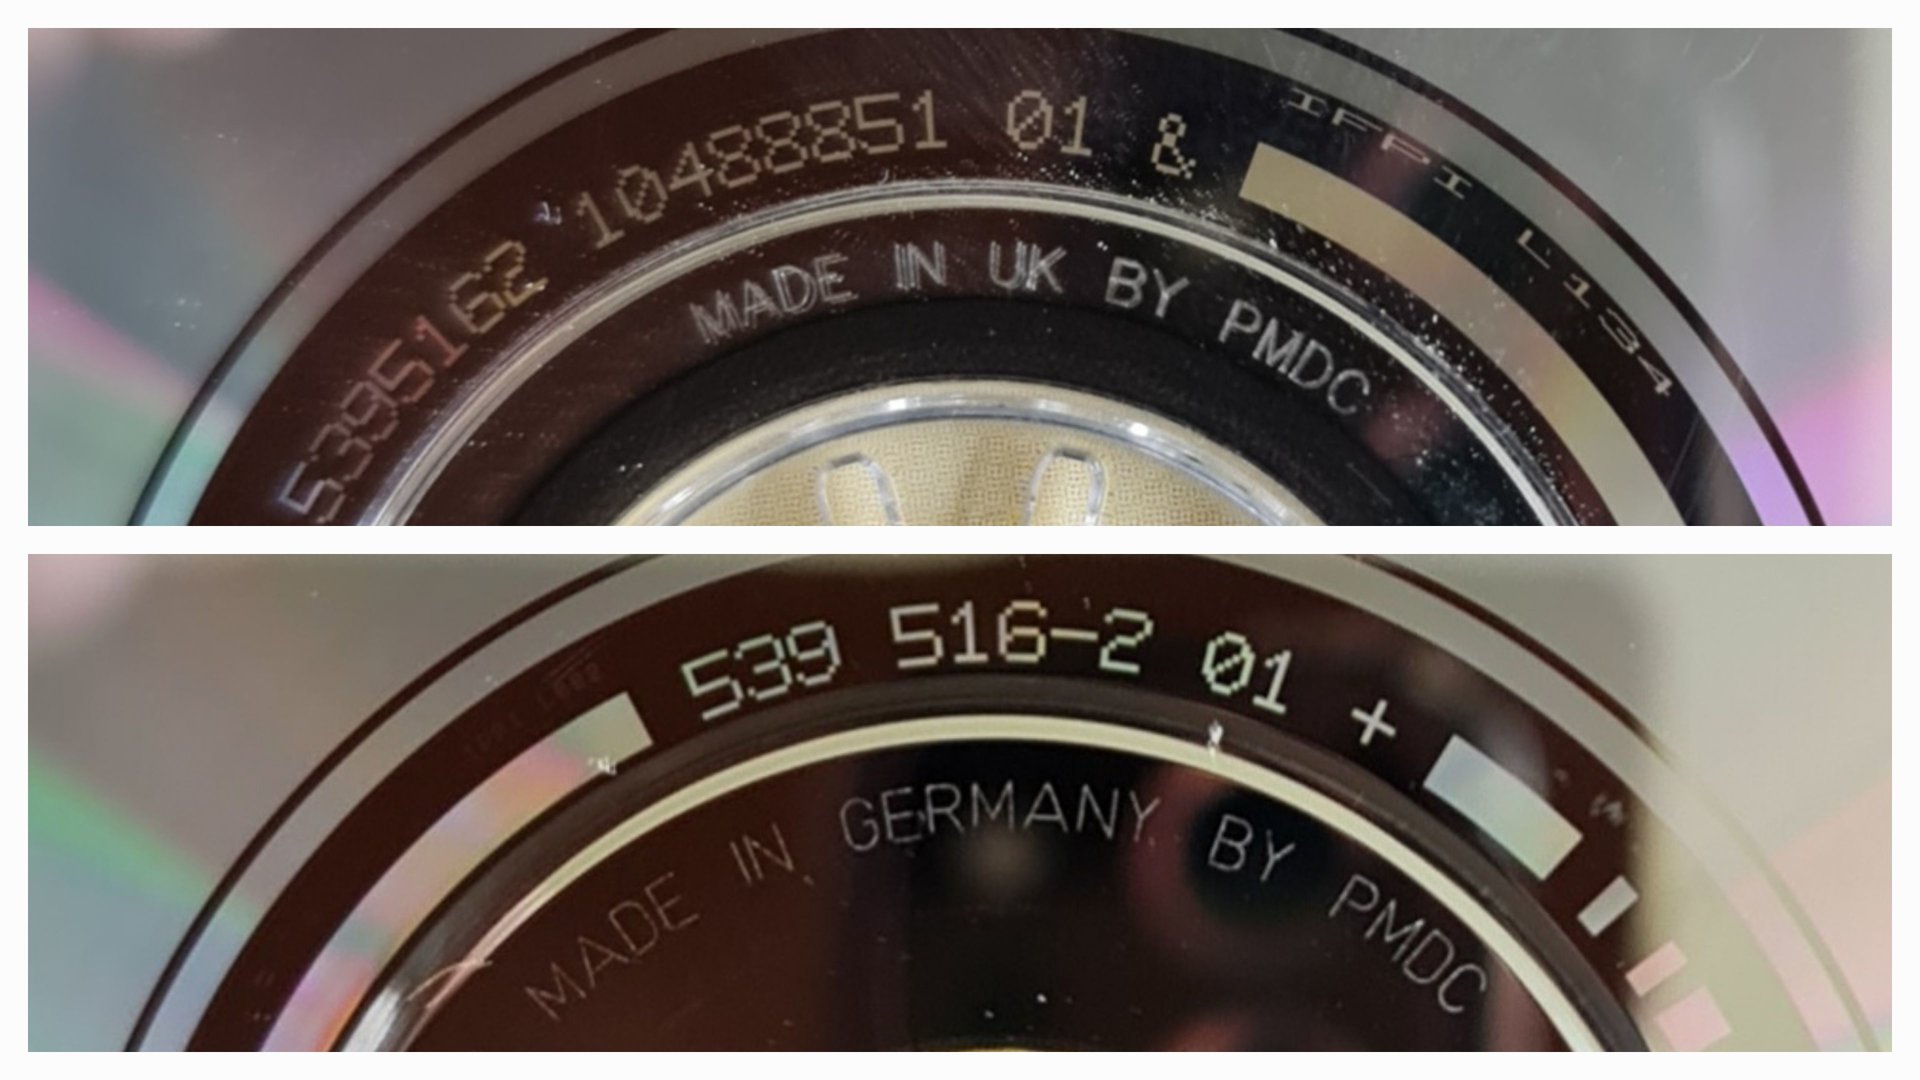 5395162 10488851 01 &
IFPI L134
MADE IN UK BY PMDC
539 516-2 01 +
MADE IN GERMANY BY PMDC